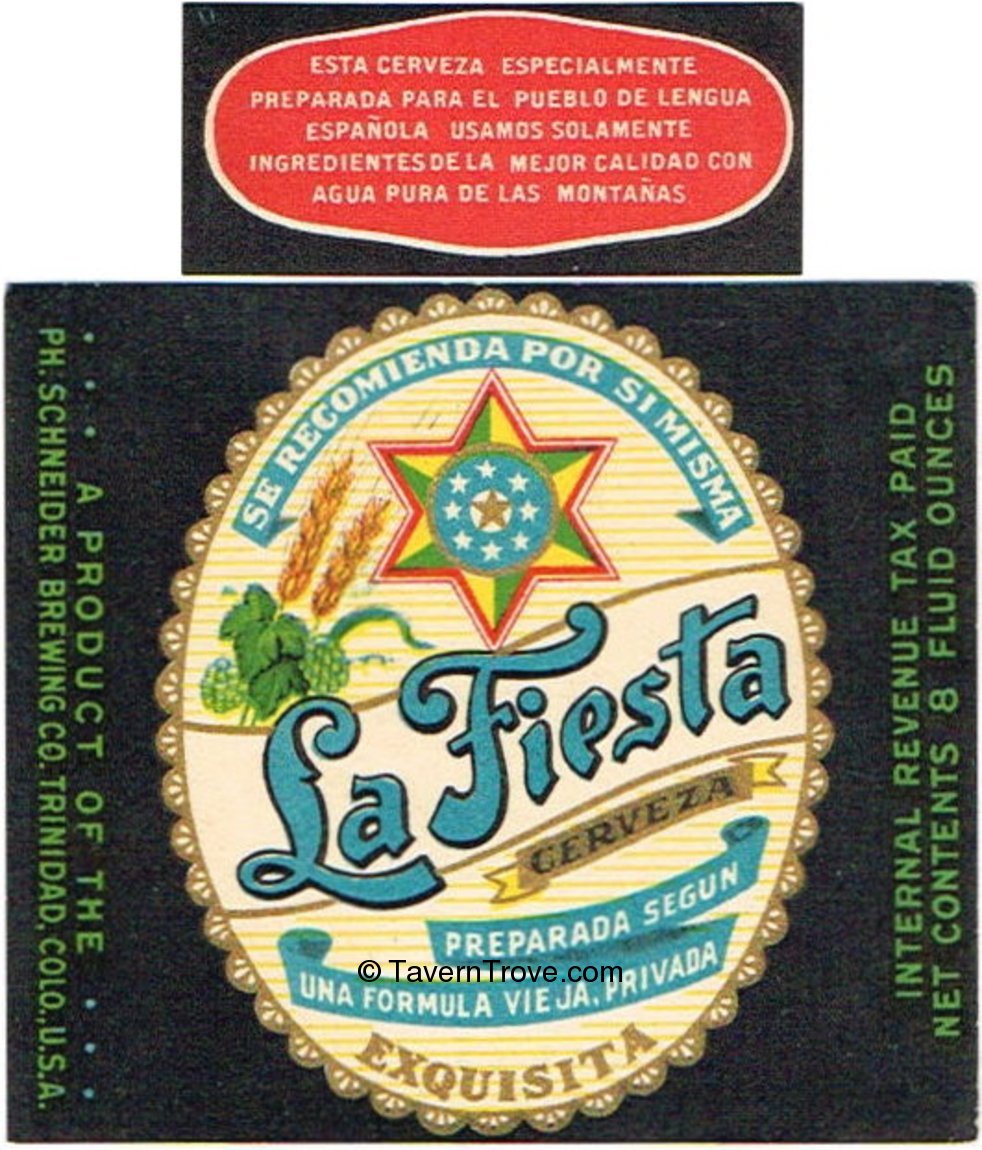 ESTA CERVEZA ESPECIALMENTE
PREPARADA PARA EL PUEBLO DE LENGUA
ESPAÑOLA USAMOS SOLAMENTE
INGREDIENTES DE LA MEJOR CALIDAD CON
AGUA PURA DE LAS MONTAÑAS
SE RECOMIENDA POR SI MISMA
La Fiesta
CERVEZA
PREPARADA SEGUN
UNA FORMULA VIEJA, PRIVADA
EXQUISITA
.... A PRODUCT OF THE ....
PH. SCHNEIDER BREWING CO. TRINIDAD, COLO., U.S.A.
INTERNAL REVENUE TAX PAID
NET CONTENTS 8 FLUID OUNCES
© TavernTrove.com